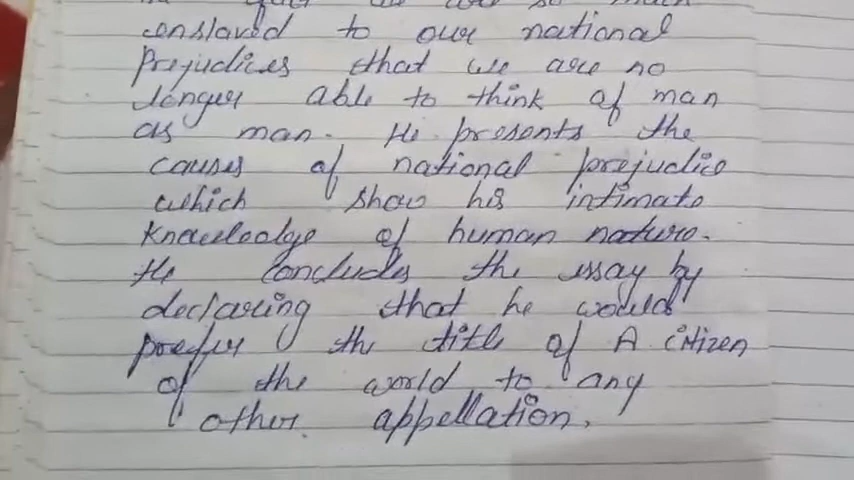 enslaved to our national
Prejudices that we are no
longer able to think of man
as man. He presents the
causes of national prejudice
which show his intimate
knowledge of human nature.
He concludes the essay by
declaring that he would
prefer the title of A citizen
of the world to any
other appellation.